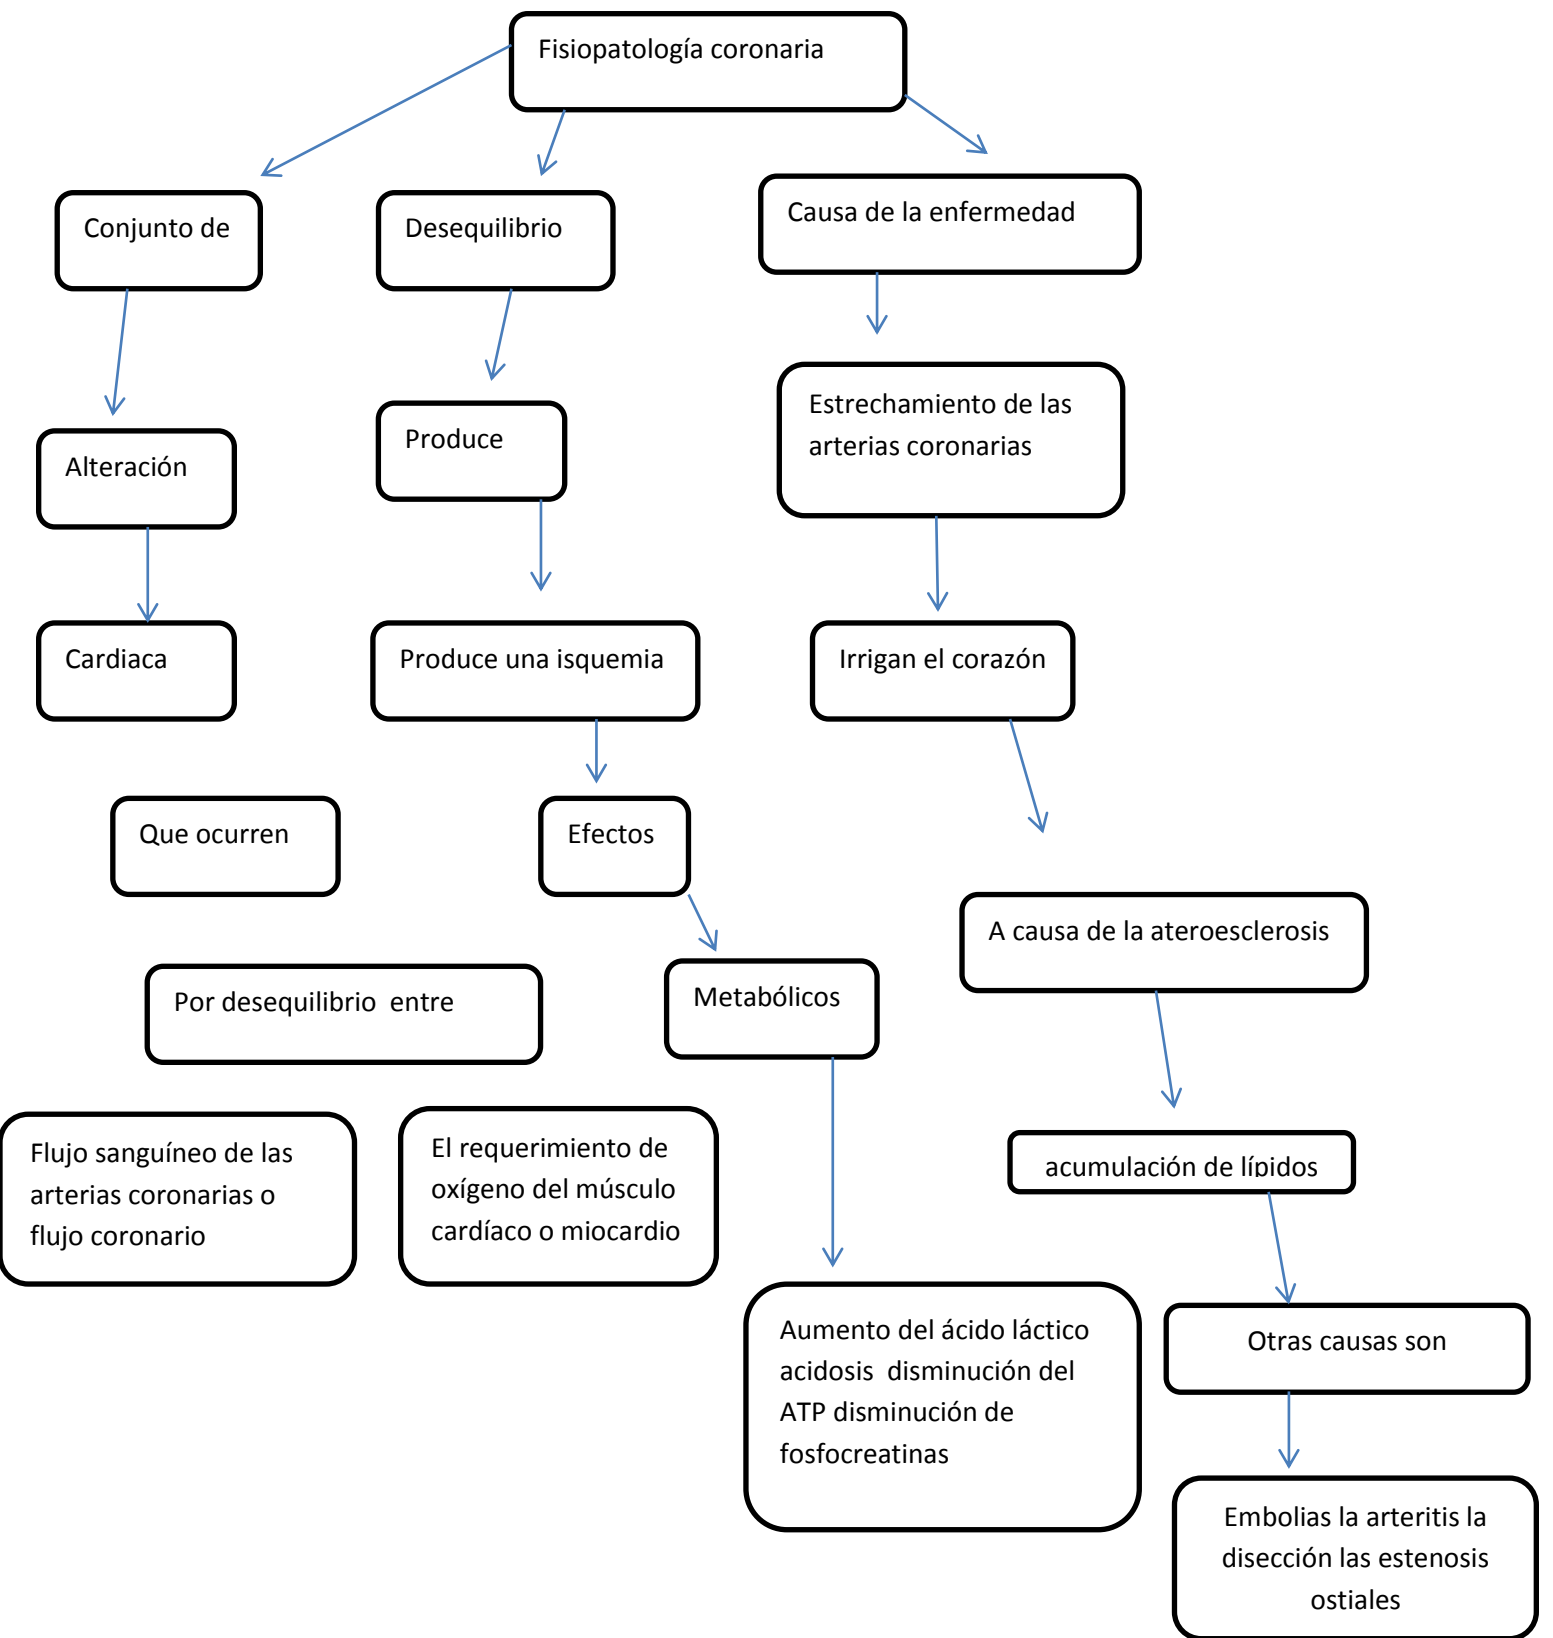 Fisiopatología coronaria
Conjunto de
Desequilibrio
Causa de la enfermedad
Alteración
Produce
Estrechamiento de las
arterias coronarias
Cardiaca
Produce una isquemia
Irrigan el corazón
Que ocurren
Efectos
A causa de la ateroesclerosis
Por desequilibrio  entre
Metabólicos
Flujo sanguíneo de las
arterias coronarias o
flujo coronario
El requerimiento de
oxígeno del músculo
cardíaco o miocardio
acumulación de lípidos
Aumento del ácido láctico
acidosis  disminución del
ATP disminución de
fosfocreatinas
Otras causas son
Embolias la arteritis la
disección las estenosis
ostiales